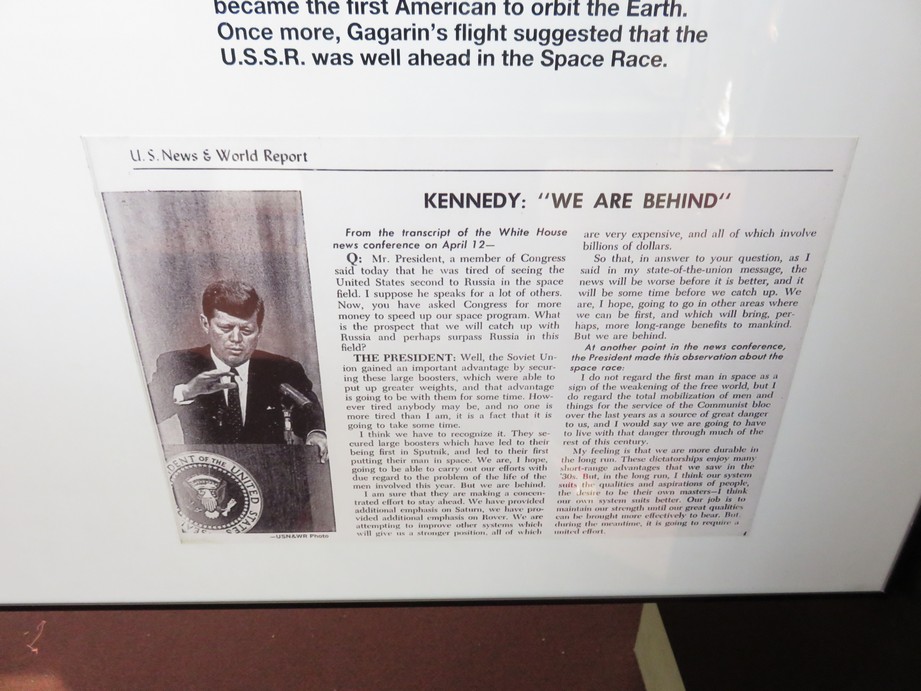 became the first American to orbit the Earth.
Once more, Gagarin's flight suggested that the
U.S.S.R. was well ahead in the Space Race.
U.S. News & World Report
KENNEDY: "WE ARE BEHIND"
From the transcript of the White House
news conference on April 12—
Q: Mr. President, a member of Congress
said today that he was tired of seeing the
United States second to Russia in the space
field. I suppose he speaks for a lot of others.
Now, you have asked Congress for more
money to speed up our space program. What
is the prospect that we will catch up with
Russia and perhaps surpass Russia in this
field?
THE PRESIDENT: Well, the Soviet Un-
ion gained an important advantage by secur-
ing these large boosters, which were able to
put up greater weights, and that advantage
is going to be with them for some time. How-
ever tired anybody may be, and no one is
more tired than I am, it is a fact that it is
going to take some time.
I think we have to recognize it. They se-
cured large boosters which have led to their
being first in Sputnik, and led to their first
putting their man in space. We are, I hope,
going to be able to carry out our efforts with
due regard to the problem of the life of the
men involved this year. But we are behind.
I am sure that they are making a concen-
trated effort to stay ahead. We have provided
additional emphasis on Saturn, we have pro-
vided additional emphasis on Rover. We are
attempting to improve other systems which
will give us a stronger position, all of which
are very expensive, and all of which involve
billions of dollars.
So that, in answer to your question, as I
said in my state-of-the-union message, the
news will be worse before it is better, and it
will be some time before we catch up. We
are, I hope, going to go in other areas where
we can be first, and which will bring, per-
haps, more long-range benefits to mankind.
But we are behind.
At another point in the news conference,
the President made this observation about the
space race:
I do not regard the first man in space as a
sign of the weakening of the free world, but I
do regard the total mobilization of men and
things for the service of the Communist bloc
over the last years as a source of great danger
to us, and I would say we are going to have
to live with that danger through much of the
rest of this century.
My feeling is that we are more durable in
the long run. These dictatorships enjoy many
short-range advantages that we saw in the
'30s. But, in the long run, I think our system
suits the qualities and aspirations of people,
the desire to be their own masters—I think
our own system suits better. Our job is to
maintain our strength until our great qualities
can be brought more effectively to bear. But
during the meantime, it is going to require a
united effort.
DENT OF THE UNITED
—USN&WR Photo